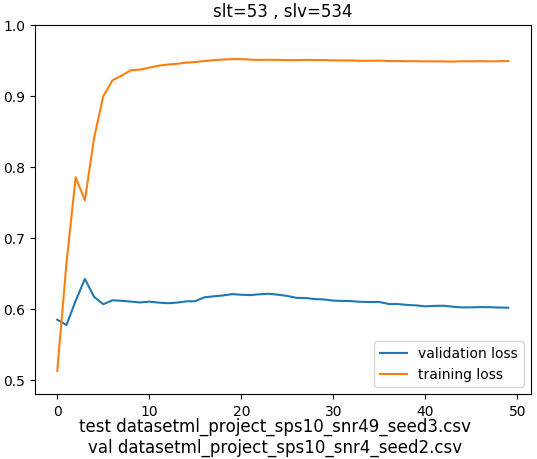 slt=53 , slv=534
1.0
0.9
0.8
0.7
0.6
0.5
validation loss
training loss
0 10 20 30 40 50
test datasetml_project_sps10_snr49_seed3.csv
val datasetml_project_sps10_snr4_seed2.csv